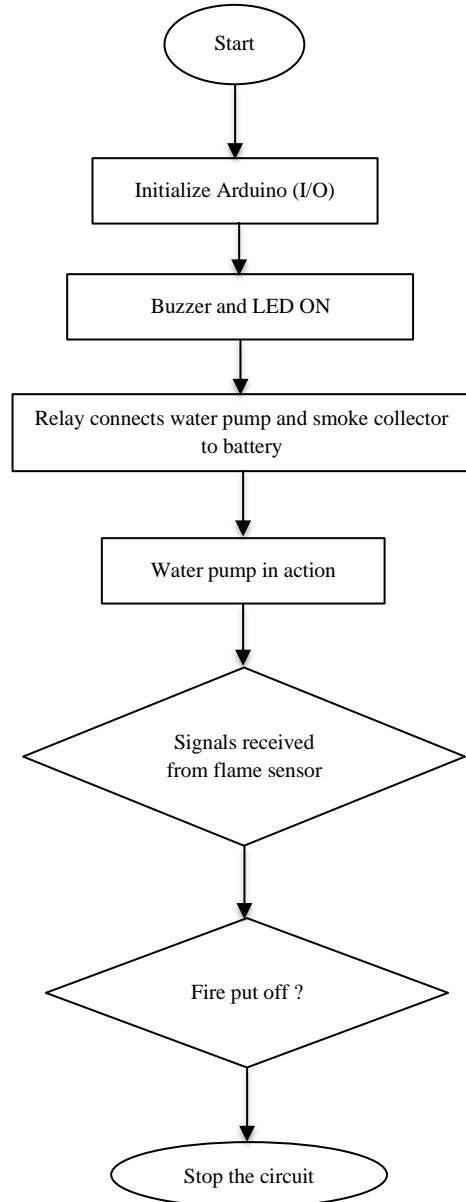 Start
Initialize Arduino (I/O)
Buzzer and LED ON
Relay connects water pump and smoke collector
to battery
Water pump in action
Signals received
from flame sensor
Fire put off ?
Stop the circuit